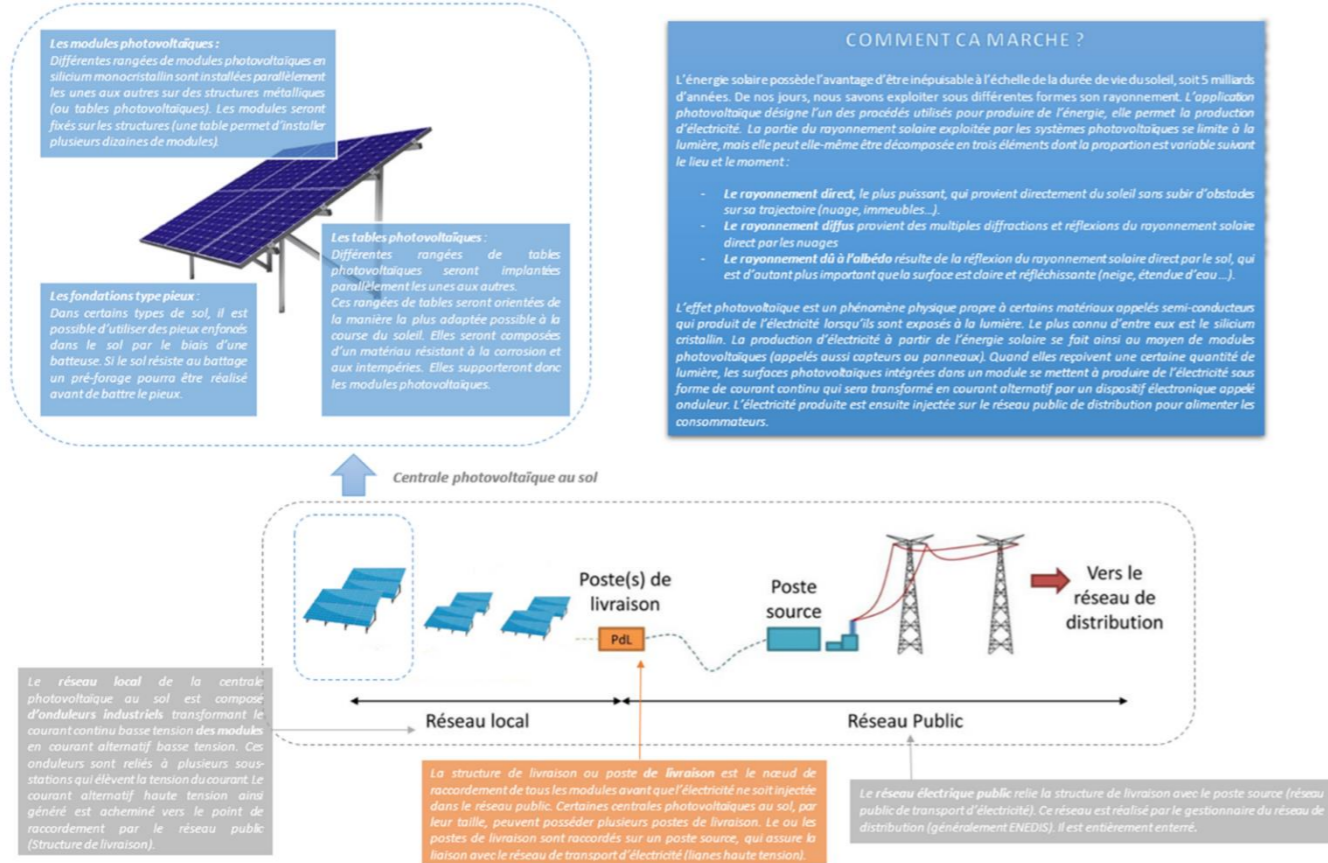 Les modules photovoltaïques :
Différentes rangées de modules photovoltaïques en
silicium monocristallin sont installées parallèlement
les unes aux autres sur des structures métalliques
(ou tables photovoltaïques). Les modules seront
fixés sur les structures (une table permet d'installer
plusieurs dizaines de modules).
Les tables photovoltaïques :
Différentes rangées de tables
photovoltaïques seront implantées
parallèlement les unes aux autres.
Ces rangées de tables seront orientées de
la manière la plus adaptée possible à la
course du soleil. Elles seront composées
d'un matériau résistant à la corrosion et
aux intempéries. Elles supporteront donc
les modules photovoltaïques.
Les fondations type pieux :
Dans certains types de sol, il est
possible d'utiliser des pieux enfoncés
dans le sol par le biais d'une
batteuse. Si le sol résiste au battage
un pré-forage pourra être réalisé
avant de battre le pieux.
COMMENT CA MARCHE ?
L'énergie solaire possède l'avantage d'être inépuisable à l'échelle de la durée de vie du soleil, soit 5 milliards
d'années. De nos jours, nous savons exploiter sous différentes formes son rayonnement. L'application
photovoltaïque désigne l'un des procédés utilisés pour produire de l'énergie, elle permet la production
d'électricité. La partie du rayonnement solaire exploitée par les systèmes photovoltaïques se limite à la
lumière, mais elle peut elle-même être décomposée en trois éléments dont la proportion est variable suivant
le lieu et le moment :
- Le rayonnement direct, le plus puissant, qui provient directement du soleil sans subir d'obstacles
sur sa trajectoire (nuage, immeubles...).
- Le rayonnement diffus provient des multiples diffractions et réflexions du rayonnement solaire
direct par les nuages
- Le rayonnement dû à l'albédo résulte de la réflexion du rayonnement solaire direct par le sol, qui
est d'autant plus important que la surface est claire et réfléchissante (neige, étendue d'eau ...).
L'effet photovoltaïque est un phénomène physique propre à certains matériaux appelés semi-conducteurs
qui produit de l'électricité lorsqu'ils sont exposés à la lumière. Le plus connu d'entre eux est le silicium
cristallin. La production d'électricité à partir de l'énergie solaire se fait ainsi au moyen de modules
photovoltaïques (appelés aussi capteurs ou panneaux). Quand elles reçoivent une certaine quantité de
lumière, les surfaces photovoltaïques intégrées dans un module se mettent à produire de l'électricité sous
forme de courant continu qui sera transformé en courant alternatif par un dispositif électronique appelé
onduleur. L'électricité produite est ensuite injectée sur le réseau public de distribution pour alimenter les
consommateurs.
Centrale photovoltaïque au sol
Poste(s) de
livraison
PdL
Poste
source
Vers le
réseau de
distribution
Réseau local
Réseau Public
Le réseau local de la centrale
photovoltaïque au sol est composé
d'onduleurs industriels transformant le
courant continu basse tension des modules
en courant alternatif basse tension. Ces
onduleurs sont reliés à plusieurs sous-
stations qui élèvent la tension du courant. Le
courant alternatif haute tension ainsi
généré est acheminé vers le point de
raccordement par le réseau public
(Structure de livraison).
La structure de livraison ou poste de livraison est le nœud de
raccordement de tous les modules avant que l'électricité ne soit injectée
dans le réseau public. Certaines centrales photovoltaïques au sol, par
leur taille, peuvent posséder plusieurs postes de livraison. Le ou les
postes de livraison sont raccordés sur un poste source, qui assure la
liaison avec le réseau de transport d'électricité (lignes haute tension).
Le réseau électrique public relie la structure de livraison avec le poste source (réseau
public de transport d'électricité). Ce réseau est réalisé par le gestionnaire du réseau de
distribution (généralement ENEDIS). Il est entièrement enterré.